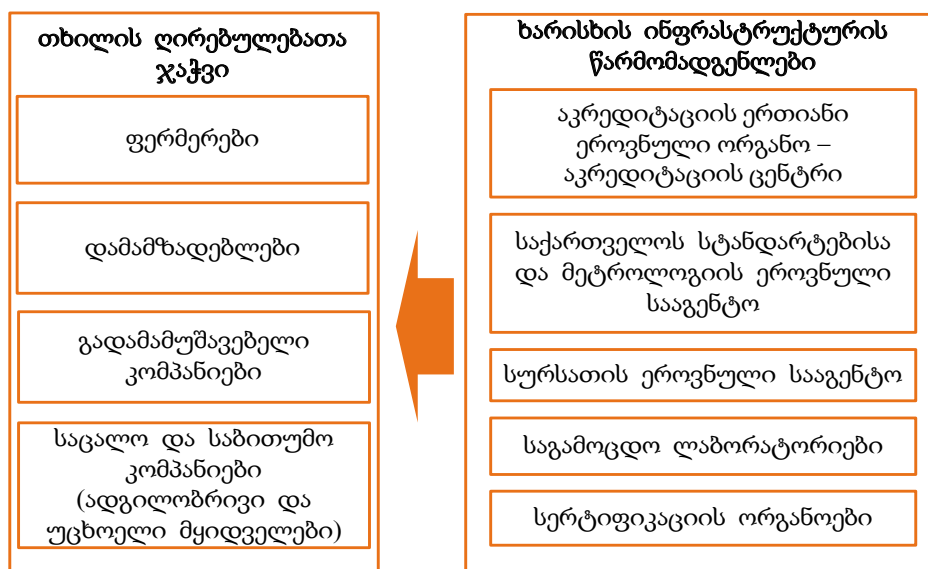 თხილის ღირებულებათა
ჯაჭვი
ფერმერები
დამამზადებლები
გადამამუშავებელი
კომპანიები
საცალო და საბითუმო
კომპანიები
(ადგილობრივი და
უცხოელი მყიდველები)
ხარისხის ინფრასტრუქტურის
წარმომადგენლები
აკრედიტაციის ერთიანი
ეროვნული ორგანო –
აკრედიტაციის ცენტრი
საქართველოს სტანდარტებისა
და მეტროლოგიის ეროვნული
სააგენტო
სურსათის ეროვნული სააგენტო
საგამოცდო ლაბორატორიები
სერტიფიკაციის ორგანოები